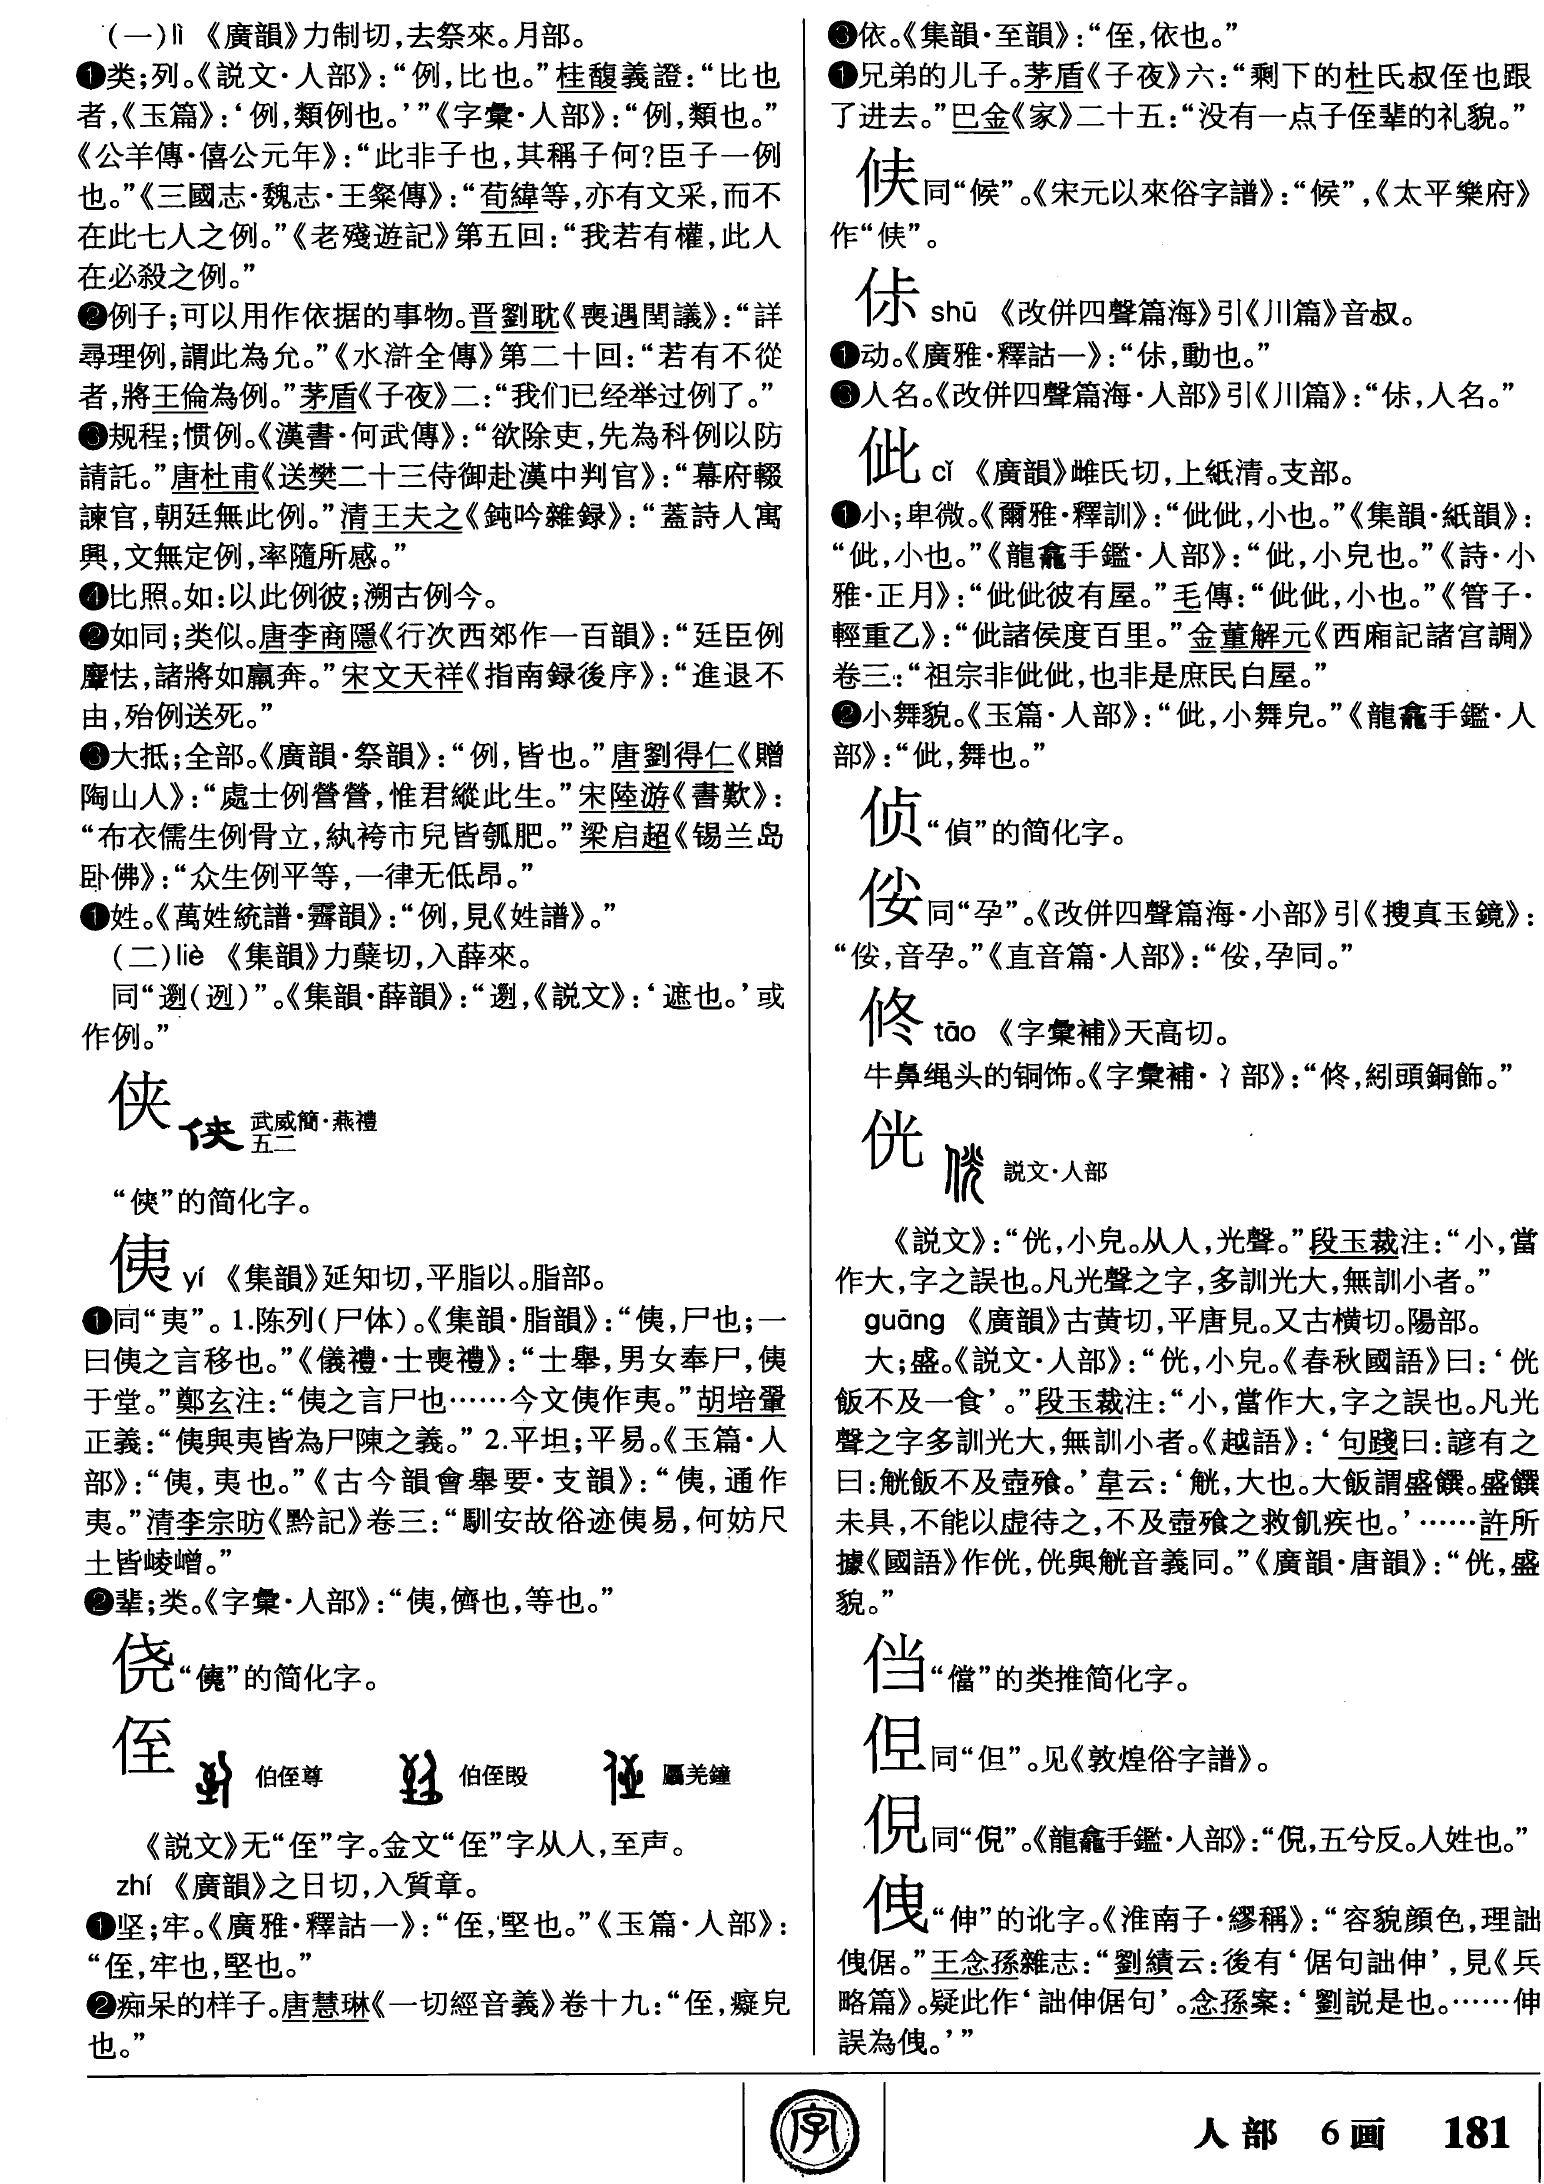 (一)lì 《廣韻》力制切,去祭來。月部。
❶类;列。《説文·人部》:“例,比也。”桂馥義證:“比也
者,《玉篇》:‘例,類例也。’”《字彙·人部》:“例,類也。”
《公羊傳·僖公元年》:“此非子也,其稱子何?臣子一例
也。”《三國志·魏志·王粲傳》:“荀緯等,亦有文采,而不
在此七人之例。”《老殘遊記》第五回:“我若有權,此人
在必殺之例。”
❷例子;可以用作依据的事物。晋劉耽《喪遇閏議》:“詳
尋理例,謂此為允。”《水滸全傳》第二十回:“若有不從
者,將王倫為例。”茅盾《子夜》二:“我们已经举过例了。”
❸规程;惯例。《漢書·何武傳》:“欲除吏,先為科例以防
請託。”唐杜甫《送樊二十三侍御赴漢中判官》:“幕府輟
諫官,朝廷無此例。”清王夫之《鈍吟雜録》:“蓋詩人寓
興,文無定例,率隨所感。”
❹比照。如:以此例彼;溯古例今。
❷如同;类似。唐李商隱《行次西郊作一百韻》:“廷臣例
麞怯,諸將如羸奔。”宋文天祥《指南録後序》:“進退不
由,殆例送死。”
❸大抵;全部。《廣韻·祭韻》:“例,皆也。”唐劉得仁《贈
陶山人》:“處士例營營,惟君縱此生。”宋陸游《書歎》:
“布衣儒生例骨立,紈袴市兒皆瓠肥。”梁启超《锡兰岛
卧佛》:“众生例平等,一律无低昂。”
❶姓。《萬姓統譜·霽韻》:“例,見《姓譜》。”
(二)liè 《集韻》力蘗切,入薛來。
同“𨘷(迾)”。《集韻·薛韻》:“𨘷,《説文》:‘遮也。’或
作例。”
侠 武威簡·燕禮
五二
“俠”的简化字。
侇 yí 《集韻》延知切,平脂以。脂部。
❶同“夷”。1.陈列(尸体)。《集韻·脂韻》:“侇,尸也;一
曰侇之言移也。”《儀禮·士喪禮》:“士舉,男女奉尸,侇
于堂。”鄭玄注:“侇之言尸也……今文侇作夷。”胡培翬
正義:“侇與夷皆為尸陳之義。”2.平坦;平易。《玉篇·人
部》:“侇,夷也。”《古今韻會舉要·支韻》:“侇,通作
夷。”清李宗昉《黔記》卷三:“馴安故俗迹侇易,何妨尺
土皆崚嶒。”
❷辈;类。《字彙·人部》:“侇,儕也,等也。”
侥“僥”的简化字。
侄 伯侄尊 伯侄毁 羌鐘
《説文》无“侄”字。金文“侄”字从人,至声。
zhí 《廣韻》之日切,入質章。
❶坚;牢。《廣雅·釋詁一》:“侄,堅也。”《玉篇·人部》:
“侄,牢也,堅也。”
❷痴呆的样子。唐慧琳《一切經音義》卷十九:“侄,癡皃
也。”
❸依。《集韻·至韻》:“侄,依也。”
❶兄弟的儿子。茅盾《子夜》六:“剩下的杜氏叔侄也跟
了进去。”巴金《家》二十五:“没有一点子侄辈的礼貌。”
同“候”。《宋元以來俗字譜》:“候”,《太平樂府》
作“”。
㑐 shū 《改併四聲篇海》引《川篇》音叔。
❶动。《廣雅·釋詁一》:“㑐,動也。”
❸人名。《改併四聲篇海·人部》引《川篇》:“㑐,人名。”
佌 cǐ 《廣韻》雌氏切,上紙清。支部。
❶小;卑微。《爾雅·釋訓》:“佌佌,小也。”《集韻·紙韻》:
“佌,小也。”《龍龕手鑑·人部》:“佌,小皃也。”《詩·小
雅·正月》:“佌佌彼有屋。”毛傳:“佌佌,小也。”《管子·
輕重乙》:“佌諸侯度百里。”金董解元《西廂記諸宫調》
卷三:“祖宗非佌佌,也非是庶民白屋。”
❷小舞貌。《玉篇·人部》:“佌,小舞皃。”《龍龕手鑑·人
部》:“佌,舞也。”
侦“偵”的简化字。
同“孕”。《改併四聲篇海·小部》引《搜真玉鏡》:
“,音孕。”《直音篇·人部》:“,孕同。”
佟 tāo 《字彙補》天高切。
牛鼻绳头的铜饰。《字彙補·冫部》:“佟,紖頭銅飾。”
侊 説文·人部
《説文》:“侊,小皃。从人,光聲。”段玉裁注:“小,當
作大,字之誤也。凡光聲之字,多訓光大,無訓小者。”
guāng 《廣韻》古黄切,平唐見。又古横切。陽部。
大;盛。《説文·人部》:“侊,小皃。《春秋國語》曰:‘侊
飯不及一食’。”段玉裁注:“小,當作大,字之誤也。凡光
聲之字多訓光大,無訓小者。《越語》:‘句踐曰:諺有之
曰:觥飯不及壺飧。’韋云:‘觥,大也。大飯謂盛饌。盛饌
未具,不能以虚待之,不及壺飧之救飢疾也。’……許所
據《國語》作侊,侊與觥音義同。”《廣韻·唐韻》:“侊,盛
貌。”
㑇“儅”的类推简化字。
同“但”。见《敦煌俗字譜》。
同“倪”。《龍龕手鑑·人部》:“倪,五兮反。人姓也。”
㑥“伸”的讹字。《淮南子·繆稱》:“容貌顔色,理詘
傁倨。”王念孫雜志:“劉績云:後有‘倨句詘伸’,見《兵
略篇》。疑此作‘詘伸倨句’。念孫案:‘劉説是也。……伸
誤為傁。’”
字
人部 6画 181